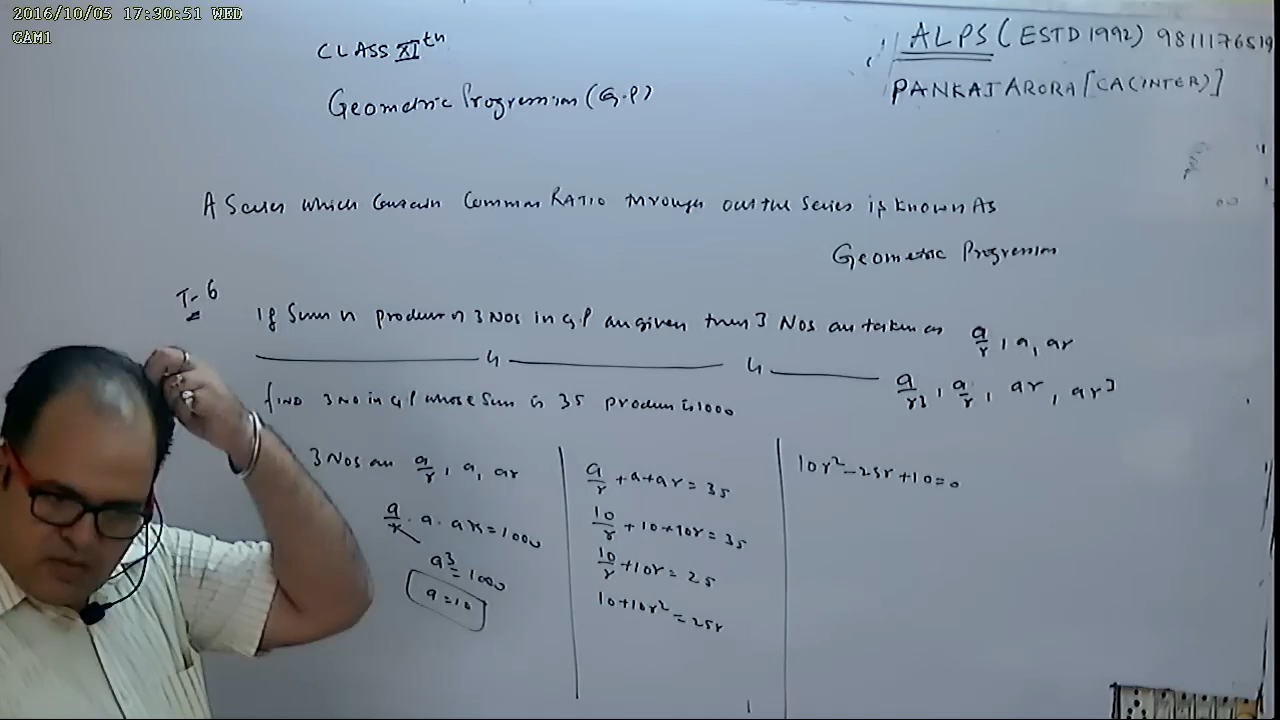 2016/10/05 17:30:51 WED
CAM1
CLASS XIth
ALPS (ESTD 1992) 9811176519
PANKAJ ARORA [CA(INTER)]
Geometric Progression (G.P)
A Series which Contain Common RATIO through out the Series is known As
Geometric Progression
T-6
If Sum n product of 3 Nos in G.P are given then 3 Nos are taken as a/r, a, ar
4 4 a/r3, a/r, ar, ar3
find 3 No in G.P whose Sum is 35 product is 1000
3 Nos are a/r, a, ar
a/r · a · ar = 1000
a3 = 1000
a = 10
a/r + a + ar = 35
10/r + 10 + 10r = 35
10/r + 10r = 25
10 + 10r2 = 25r
10r2 - 25r + 10 = 0